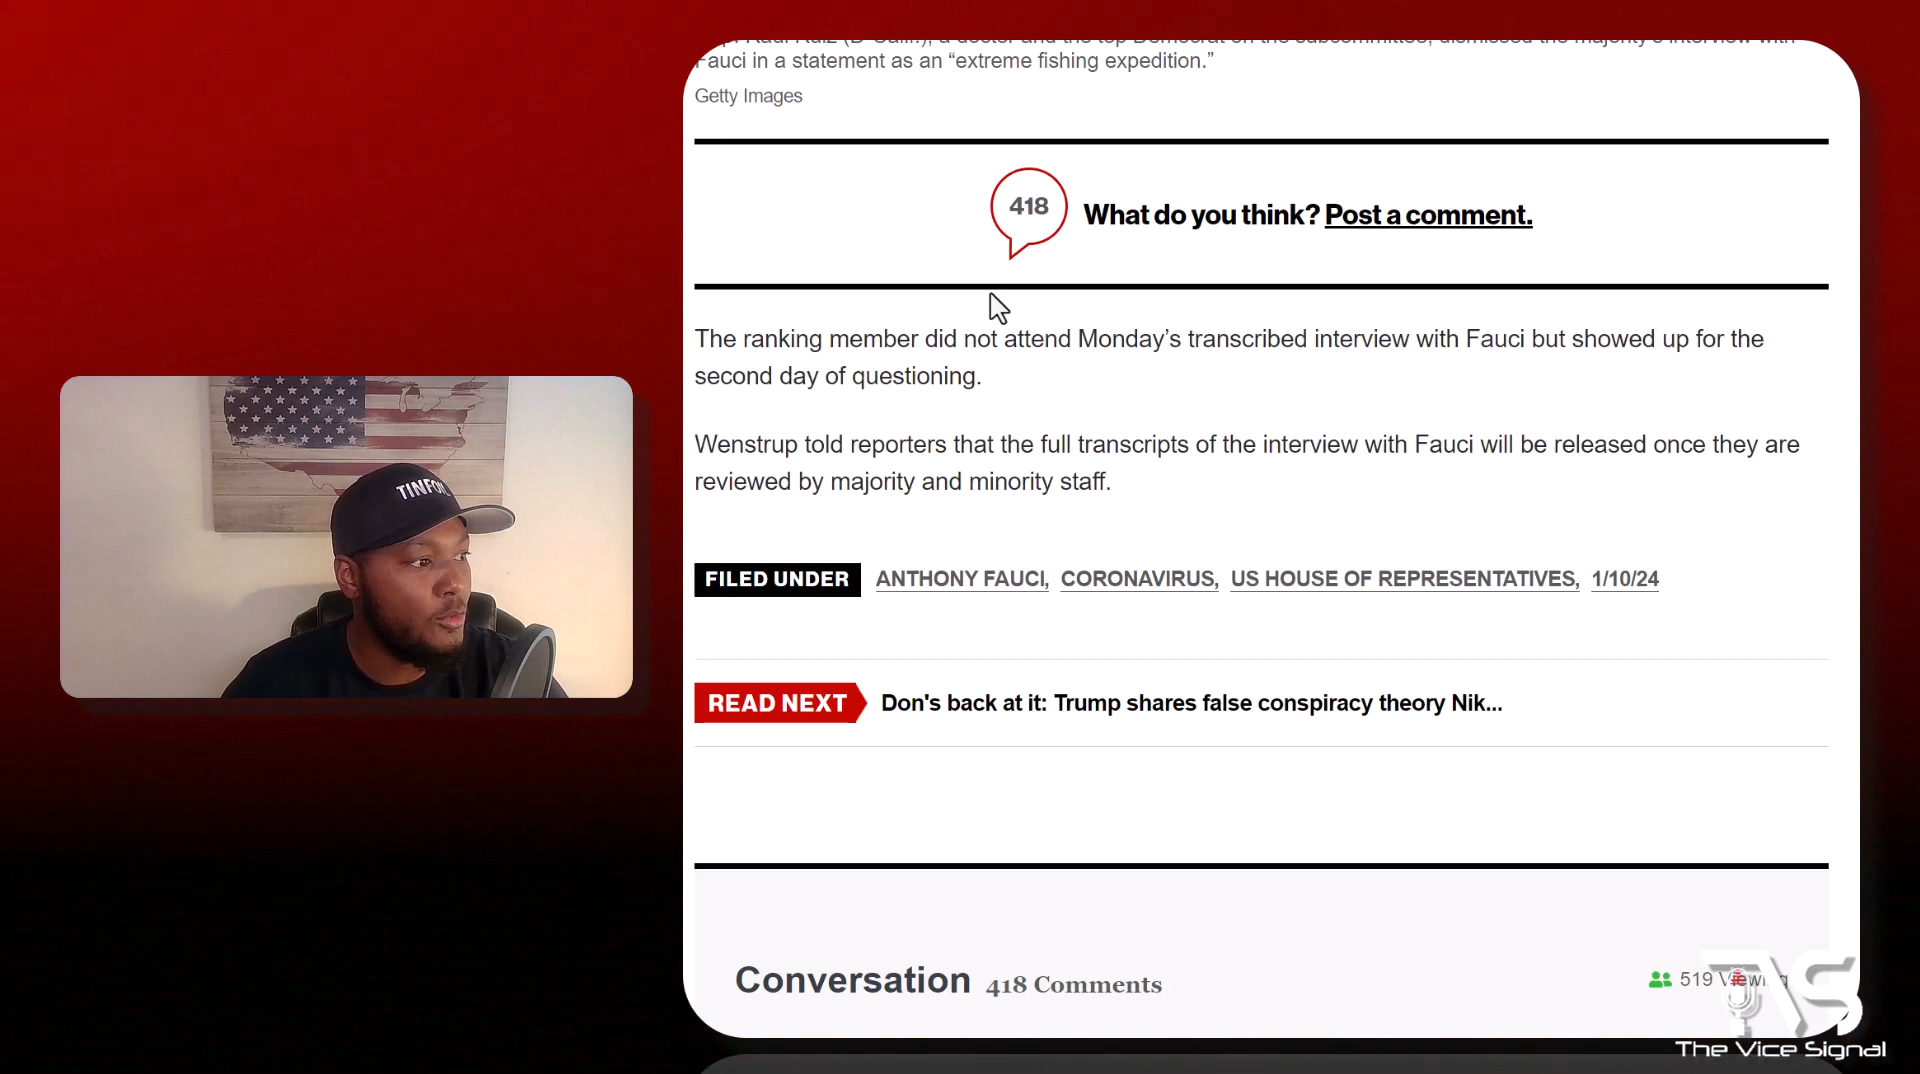 Fauci in a statement as an “extreme fishing expedition.”
Getty Images
418
What do you think? Post a comment.
The ranking member did not attend Monday’s transcribed interview with Fauci but showed up for the
second day of questioning.
Wenstrup told reporters that the full transcripts of the interview with Fauci will be released once they are
reviewed by majority and minority staff.
FILED UNDER ANTHONY FAUCI, CORONAVIRUS, US HOUSE OF REPRESENTATIVES, 1/10/24
READ NEXT Don's back at it: Trump shares false conspiracy theory Nik...
Conversation 418 Comments
519 Viewing
TVS
The Vice Signal